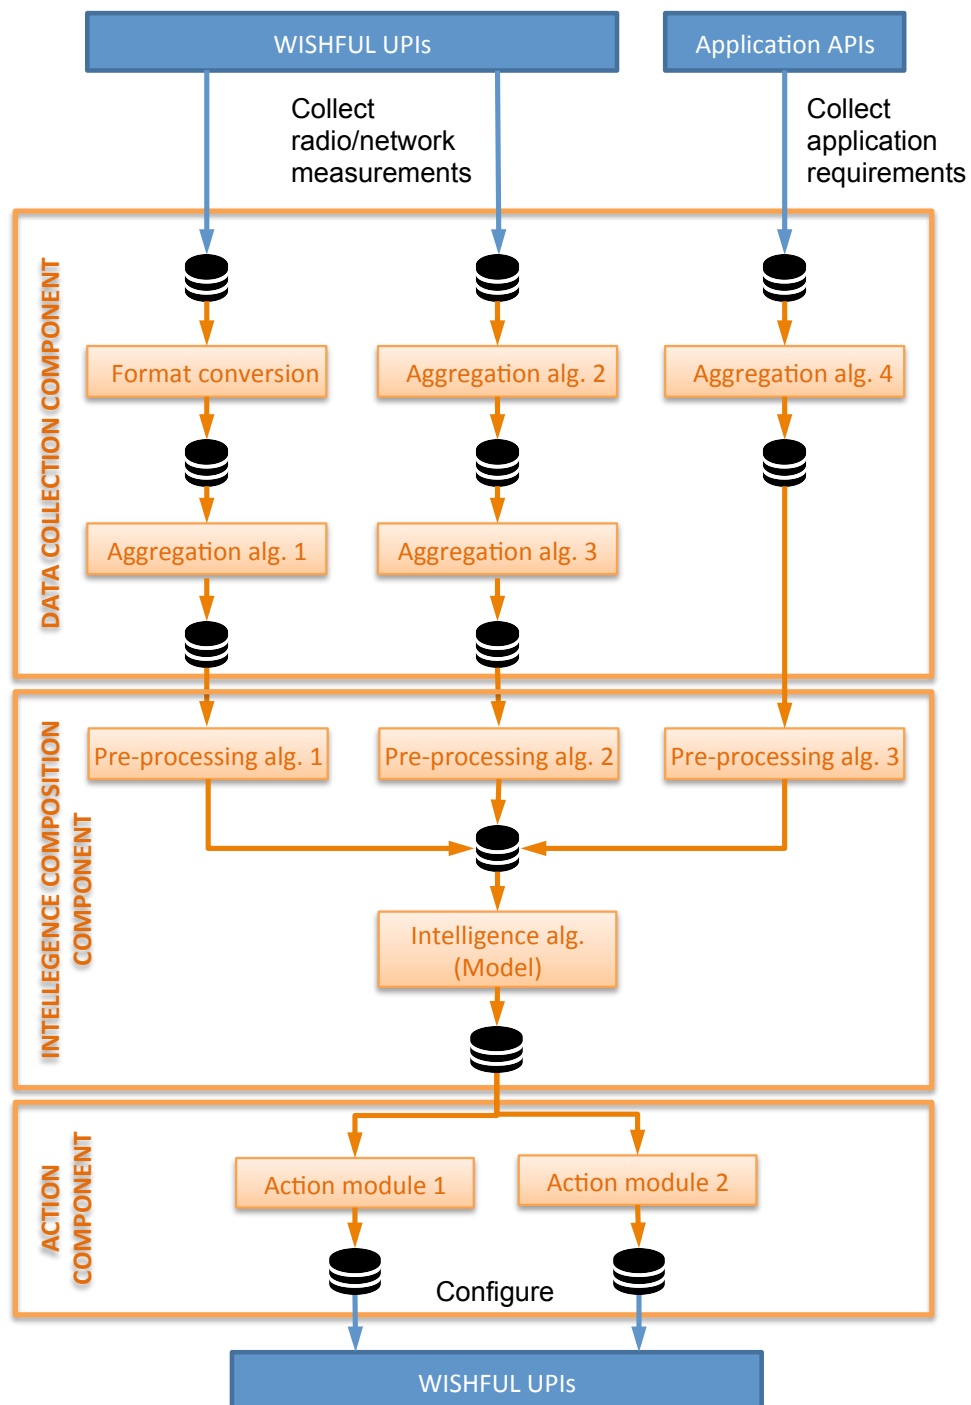 WISHFUL UPIs
Application APIs
Collect
radio/network
measurements
Collect
application
requirements
DATA COLLECTION COMPONENT
Format conversion
Aggregation alg. 2
Aggregation alg. 4
Aggregation alg. 1
Aggregation alg. 3
INTELLEGENCE COMPOSITION
COMPONENT
Pre-processing alg. 1
Pre-processing alg. 2
Pre-processing alg. 3
Intelligence alg.
(Model)
ACTION
COMPONENT
Action module 1
Action module 2
Configure
WISHFUL UPIs